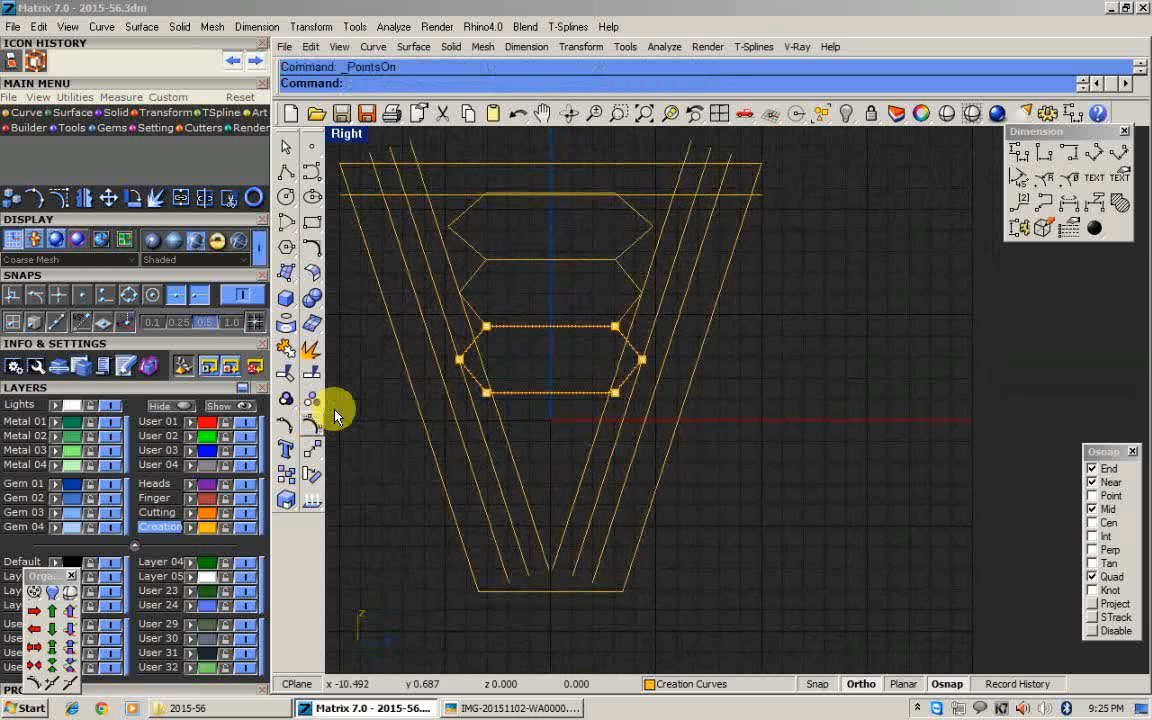 Matrix 7.0 - 2015-56.3dm
File Edit View Curve Surface Solid Mesh Dimension Transform Tools Analyze Render Rhino4.0 Blend T-Splines Help
ICON HISTORY
MAIN MENU
File View Utilities Measure Custom Reset
Curve Surface Solid Transform TSpline Art
Builder Tools Gems Setting Cutters Render
DISPLAY
Coarse Mesh Shaded
SNAPS
0.1 0.25 0.5 1.0
INFO & SETTINGS
LAYERS
Lights Hide Show
Metal 01 User 01
Metal 02 User 02
Metal 03 User 03
Metal 04 User 04
Gem 01 Heads
Gem 02 Finger
Gem 03 Cutting
Gem 04 Creation
Default Layer 04
Laye Layer 05
Use User 23
User 24
Use User 29
Use User 30
Use User 31
Use User 32
Orga...
File Edit View Curve Surface Solid Mesh Dimension Transform Tools Analyze Render T-Splines V-Ray Help
Command: _PointsOn
Command:
Right
z
Dimension
TEXT TEXT
Osnap
End
Near
Point
Mid
Cen
Int
Perp
Tan
Quad
Knot
Project
STrack
Disable
CPlane x -10.492 y 0.687 z 0.000 0.000 Creation Curves Snap Ortho Planar Osnap Record History
Start 2015-56 Matrix 7.0 - 2015-56.... IMG-20151102-WA0000.... 9:25 PM